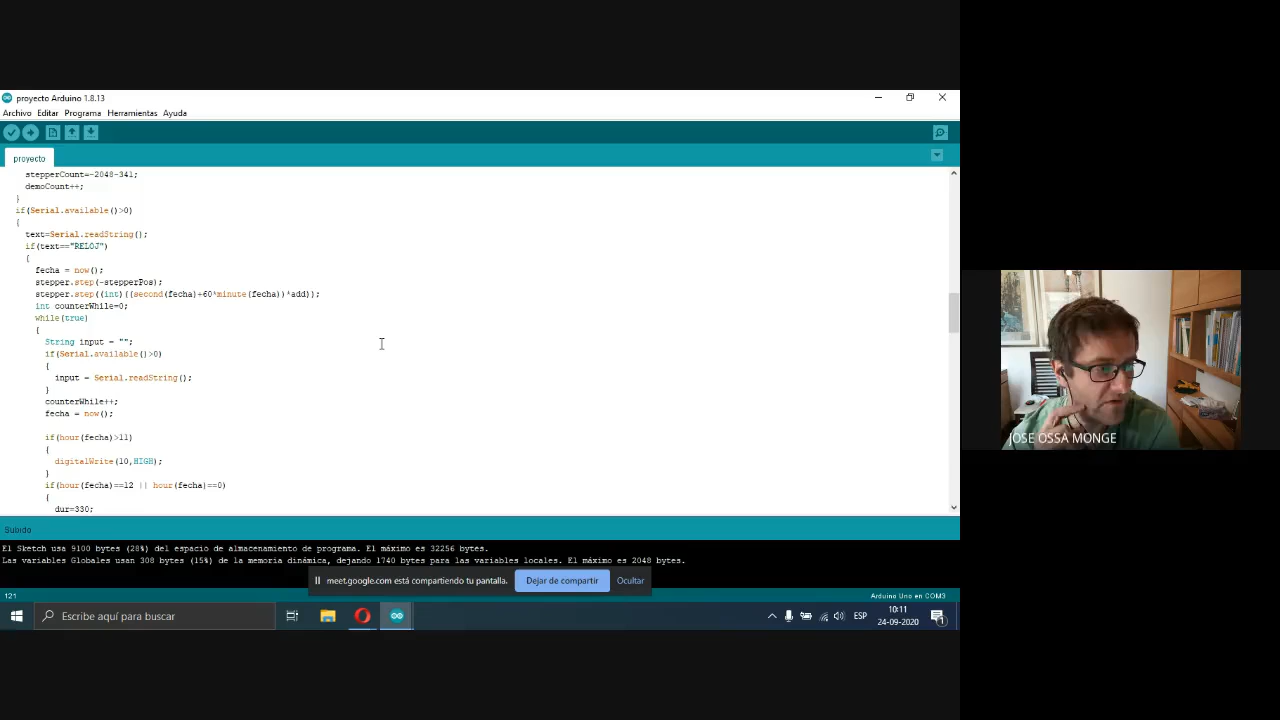 proyecto Arduino 1.8.13
Archivo Editar Programa Herramientas Ayuda
proyecto
stepperCount=-2048-341;
demoCount++;
}
if(Serial.available()>0)
{
text=Serial.readString();
if(text=="RELOJ")
{
fecha = now();
stepper.step(-stepperPos);
stepper.step((int)((second(fecha)+60*minute(fecha))*add));
int counterWhile=0;
while(true)
{
String input = "";
if(Serial.available()>0)
{
input = Serial.readString();
}
counterWhile++;
fecha = now();
if(hour(fecha)>11)
{
digitalWrite(10,HIGH);
}
if(hour(fecha)==12 || hour(fecha)==0)
{
dur=330;
JOSE OSSA MONGE
Subido
El Sketch usa 9100 bytes (28%) del espacio de almacenamiento de programa. El máximo es 32256 bytes.
Las variables Globales usan 308 bytes (15%) de la memoria dinámica, dejando 1740 bytes para las variables locales. El máximo es 2048 bytes.
meet.google.com está compartiendo tu pantalla. Dejar de compartir Ocultar
121 Arduino Uno en COM3
Escribe aquí para buscar
ESP
10:11
24-09-2020
1